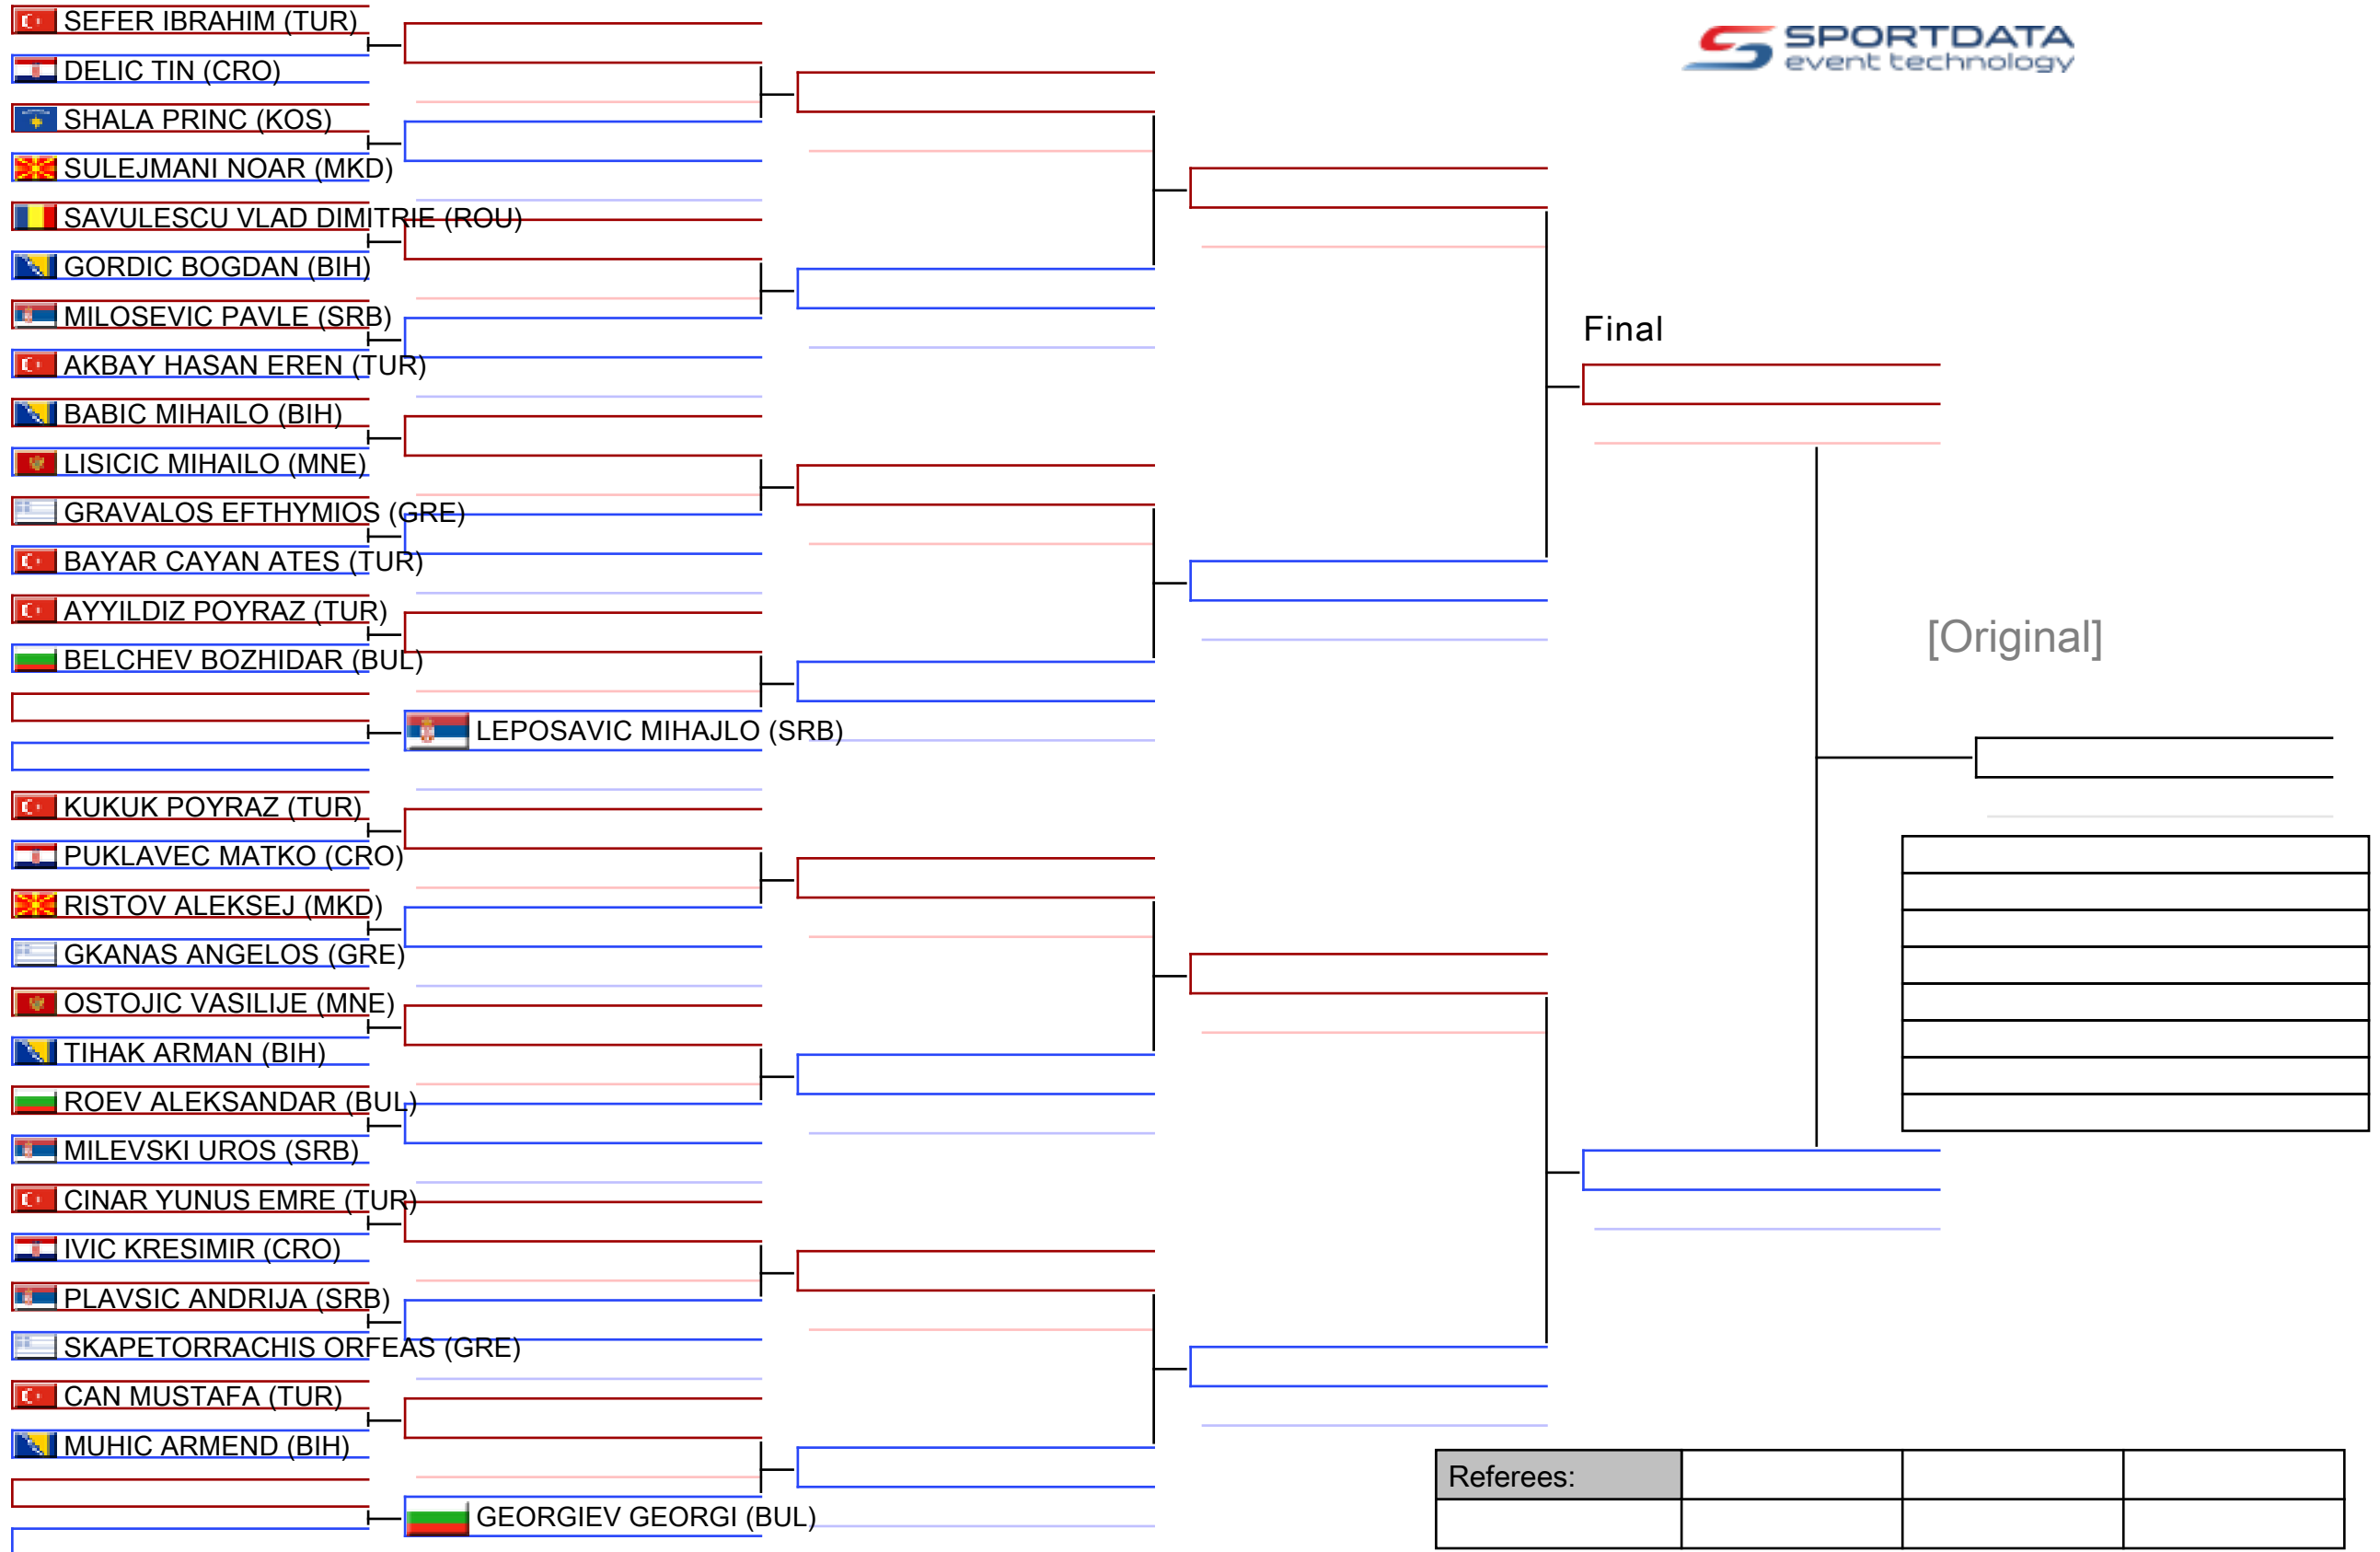 SEFER IBRAHIM (TUR)
DELIC TIN (CRO)
SHALA PRINC (KOS)
SULEJMANI NOAR (MKD)
SAVULESCU VLAD DIMITRIE (ROU)
GORDIC BOGDAN (BIH)
MILOSEVIC PAVLE (SRB)
AKBAY HASAN EREN (TUR)
BABIC MIHAILO (BIH)
LISICIC MIHAILO (MNE)
GRAVALOS EFTHYMIOS (GRE)
BAYAR CAYAN ATES (TUR)
AYYILDIZ POYRAZ (TUR)
BELCHEV BOZHIDAR (BUL)
LEPOSAVIC MIHAJLO (SRB)
KUKUK POYRAZ (TUR)
PUKLAVEC MATKO (CRO)
RISTOV ALEKSEJ (MKD)
GKANAS ANGELOS (GRE)
OSTOJIC VASILIJE (MNE)
TIHAK ARMAN (BIH)
ROEV ALEKSANDAR (BUL)
MILEVSKI UROS (SRB)
CINAR YUNUS EMRE (TUR)
IVIC KRESIMIR (CRO)
PLAVSIC ANDRIJA (SRB)
SKAPETORRACHIS ORFEAS (GRE)
CAN MUSTAFA (TUR)
MUHIC ARMEND (BIH)
GEORGIEV GEORGI (BUL)
SPORTDATA
event technology
Final
[Original]
Referees: